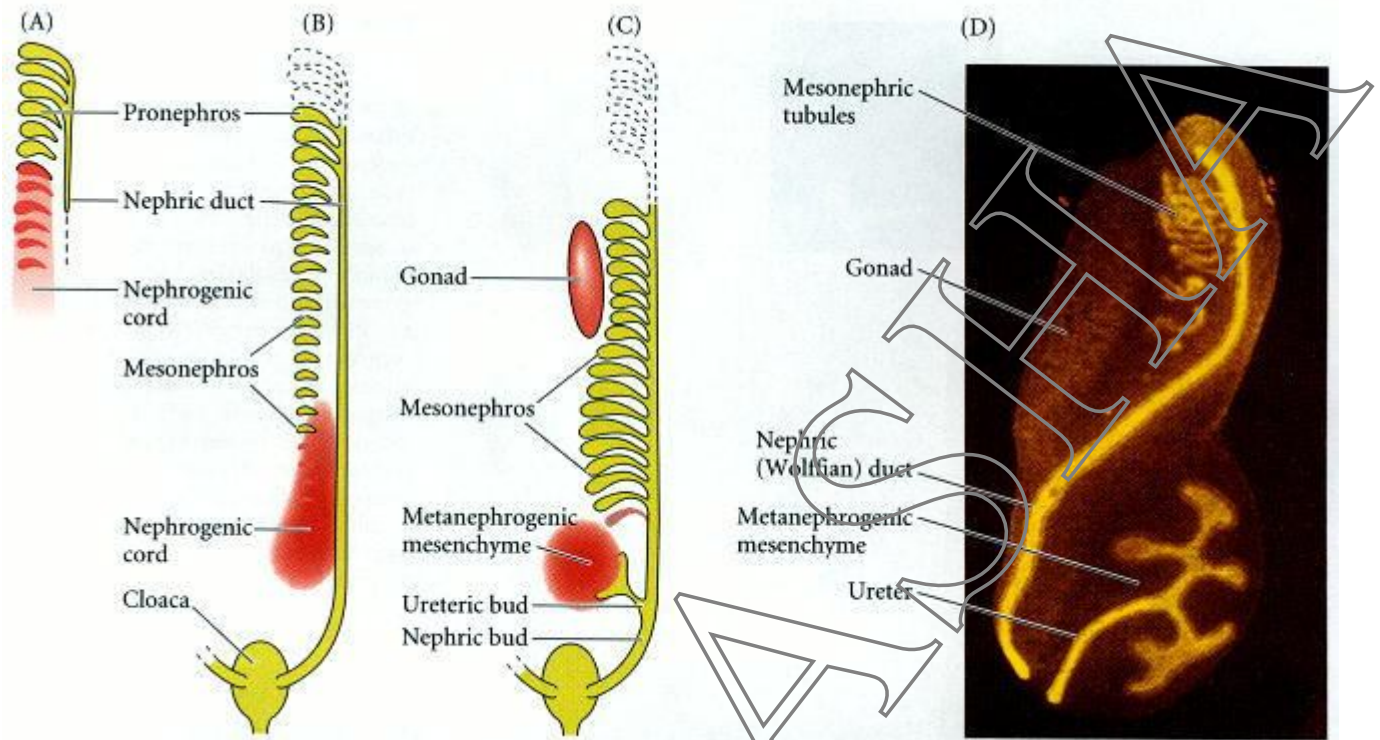 (A)
(B)
(C)
(D)
Pronephros
Nephric duct
Nephrogenic
cord
Mesonephros
Nephrogenic
cord
Cloaca
Gonad
Mesonephros
Metanephrogenic
mesenchyme
Ureteric bud
Nephric bud
Mesonephric
tubules
Gonad
Nephric
(Wolffian) duct
Metanephrogenic
mesenchyme
Ureter
ASHHA